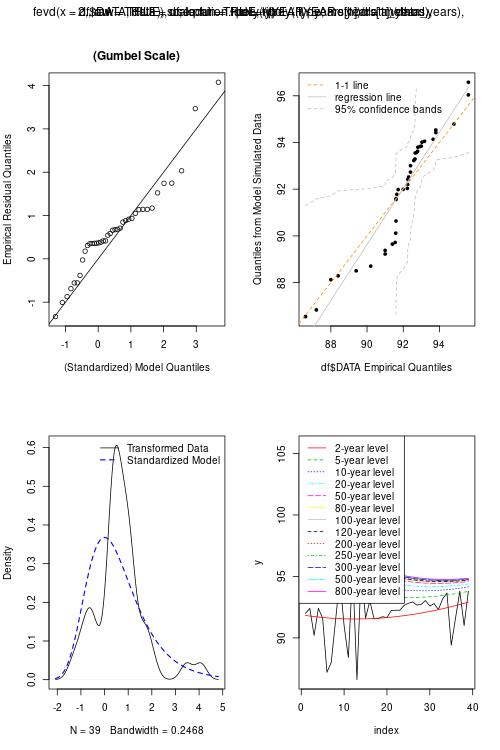 fevd(x =
(Gumbel Scale)
Empirical Residual Quantiles
4
3
2
1
0
-1
-1 0 1 2 3
(Standardized) Model Quantiles
Quantiles from Model Simulated Data
96
94
92
90
88
1-1 line
regression line
95% confidence bands
88 90 92 94
df$DATA Empirical Quantiles
Density
0.6
0.5
0.4
0.3
0.2
0.1
0.0
Transformed Data
Standardized Model
-2 -1 0 1 2 3 4 5
N = 39 Bandwidth = 0.2468
y
105
100
95
90
2-year level
5-year level
10-year level
20-year level
50-year level
80-year level
100-year level
120-year level
200-year level
250-year level
300-year level
500-year level
800-year level
0 10 20 30 40
index